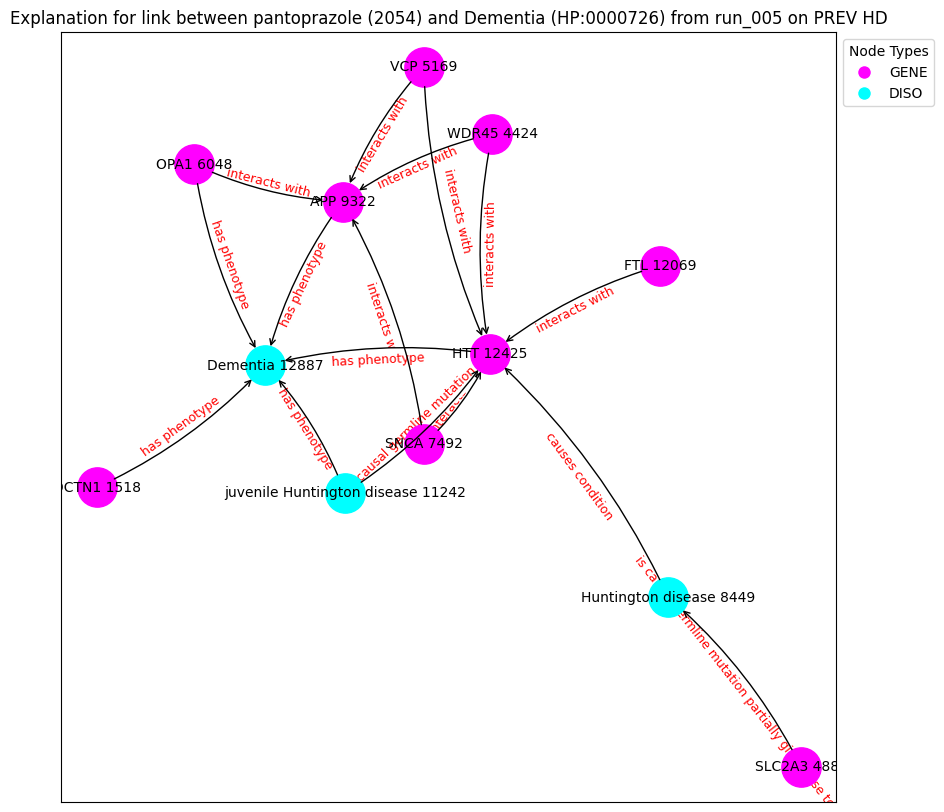 Explanation for link between pantoprazole (2054) and Dementia (HP:0000726) from run_005 on PREV HD
Node Types
GENE
DISO
VCP 5169
interacts with
WDR45 4424
interacts with
OPA1 6048
interacts with
APP 9322
interacts with
interacts with
has phenotype
has phenotype
FTL 12069
interacts with
interacts w
HTT 12425
has phenotype
Dementia 12887
has phenotype
has phenotype
causal germline mutation
SNCA 7492
CTN1 1518
juvenile Huntington disease 11242
causes condition
is ca
Huntington disease 8449
mutation partially
SLC2A3 488